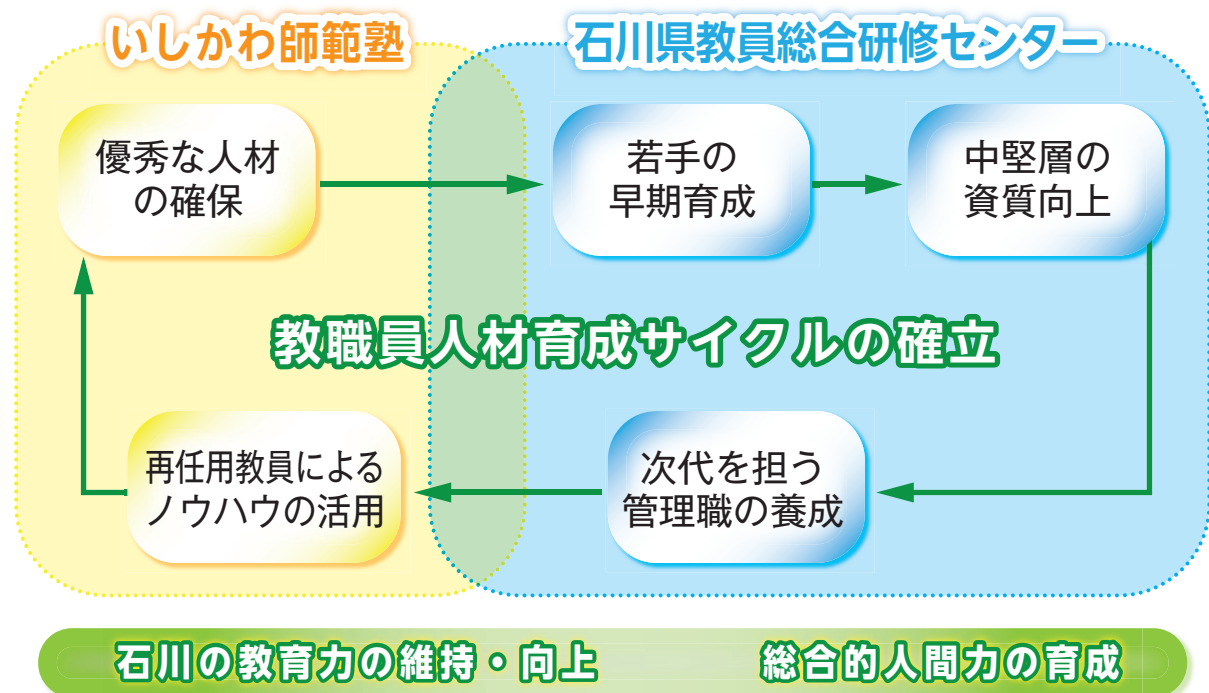 いしかわ師範塾
石川県教員総合研修センター
優秀な人材
の確保
若手の
早期育成
中堅層の
資質向上
教職員人材育成サイクルの確立
再任用教員による
ノウハウの活用
次代を担う
管理職の養成
石川の教育力の維持・向上
総合的人間力の育成